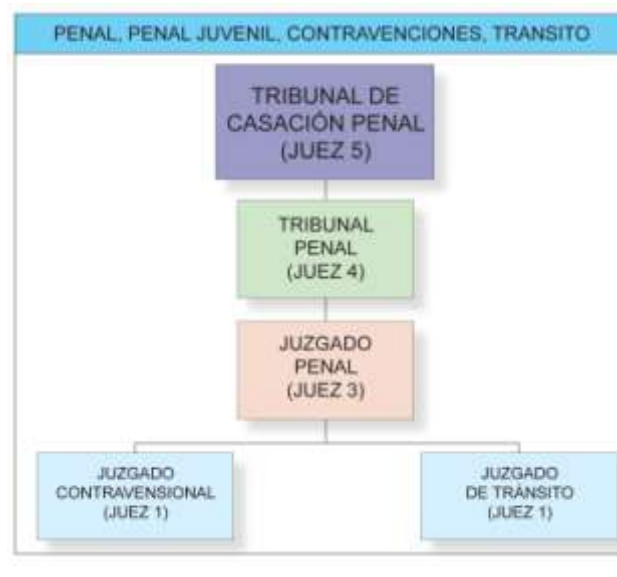 PENAL, PENAL JUVENIL, CONTRAVENCIONES, TRANSITO
TRIBUNAL DE
CASACIÓN PENAL
(JUEZ 5)
TRIBUNAL
PENAL
(JUEZ 4)
JUZGADO
PENAL
(JUEZ 3)
JUZGADO
CONTRAVENSIONAL
(JUEZ 1)
JUZGADO
DE TRÁNSITO
(JUEZ 1)